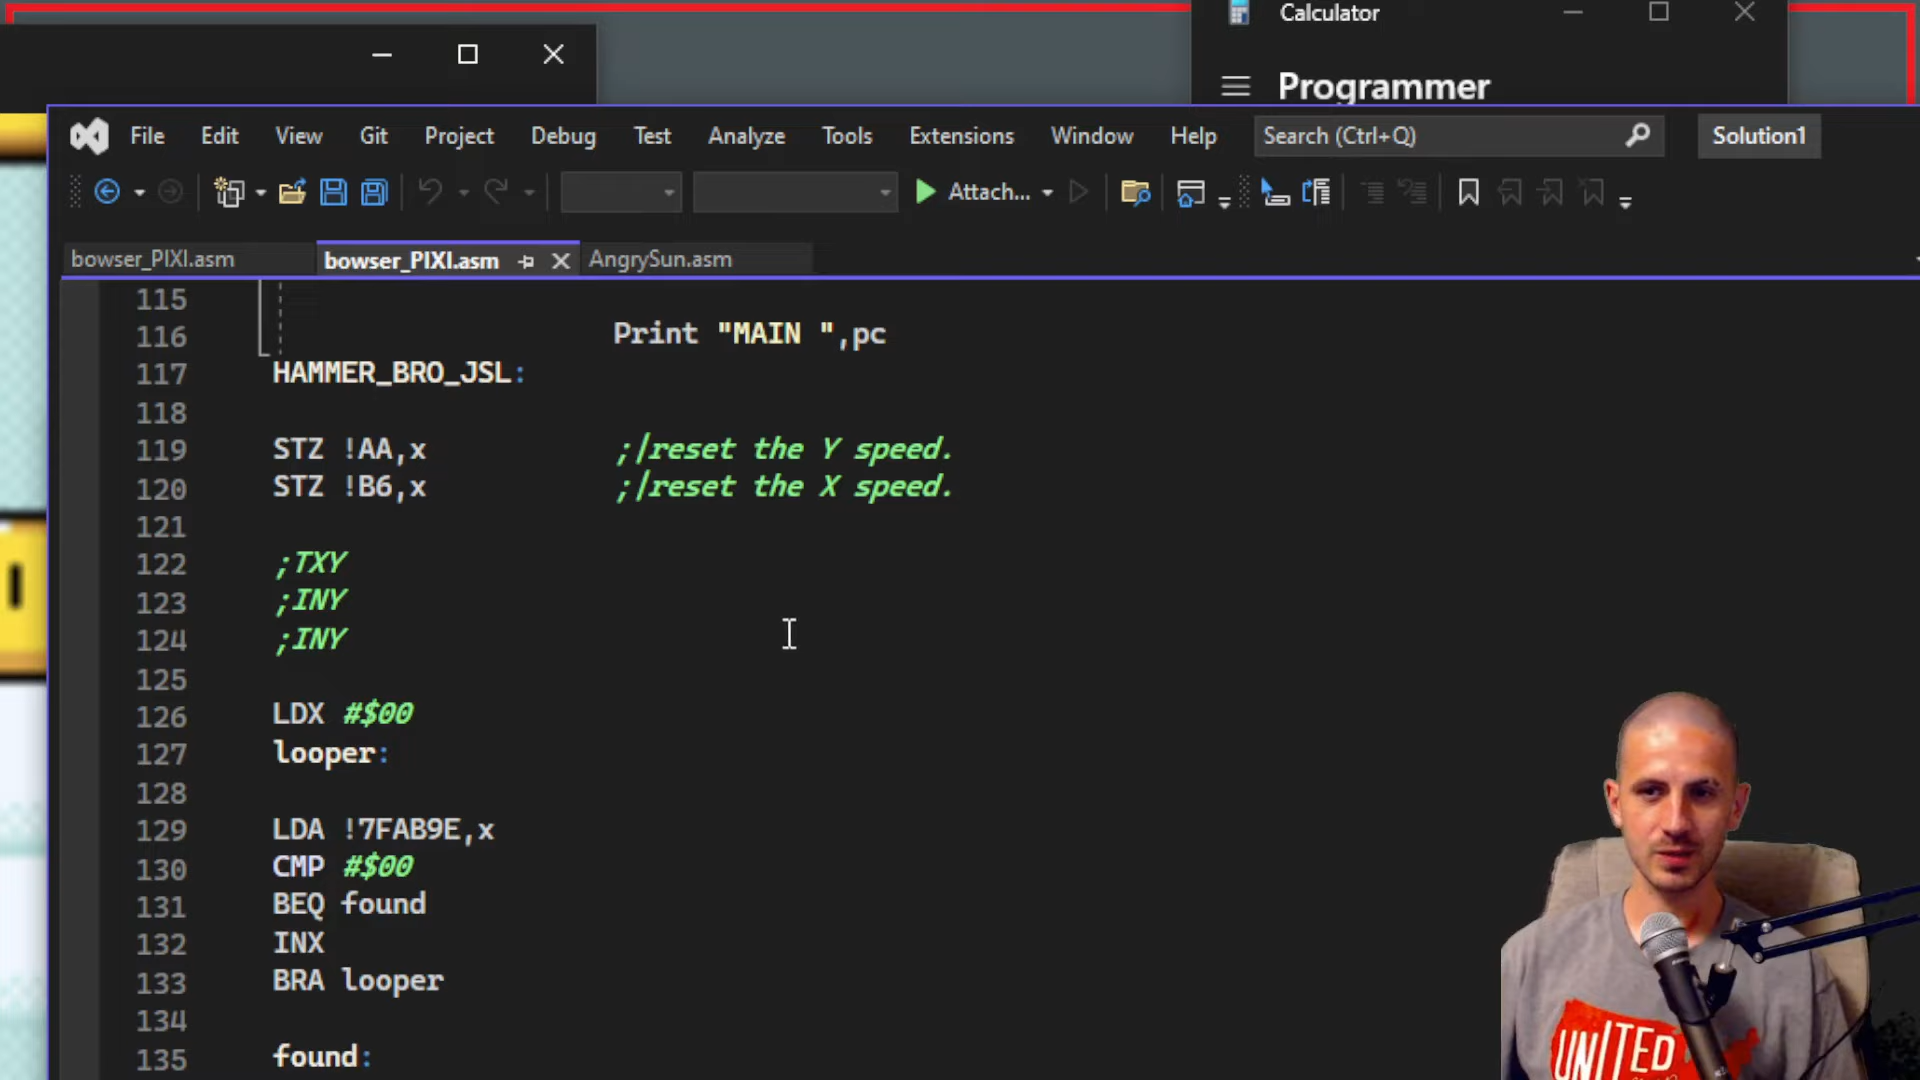 Calculator
Programmer
File Edit View Git Project Debug Test Analyze Tools Extensions Window Help Search (Ctrl+Q) Solution1
Attach...
bowser_PIXI.asm bowser_PIXI.asm AngrySun.asm
115
116 Print "MAIN ",pc
117 HAMMER_BRO_JSL:
118
119 STZ !AA,x ;|reset the Y speed.
120 STZ !B6,x ;|reset the X speed.
121
122 ;TXY
123 ;INY
124 ;INY
125
126 LDX #$00
127 looper:
128
129 LDA !7FAB9E,x
130 CMP #$00
131 BEQ found
132 INX
133 BRA looper
134
135 found:
UNITED